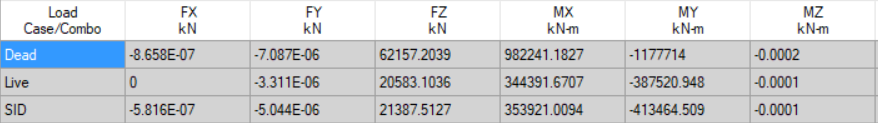 Load Case/Combo FX kN FY kN FZ kN MX kN-m MY kN-m MZ kN-m
Dead -8.658E-07 -7.087E-06 62157.2039 982241.1827 -1177714 -0.0002
Live 0 -3.311E-06 20583.1036 344391.6707 -387520.948 -0.0001
SID -5.816E-07 -5.044E-06 21387.5127 353921.0094 -413464.509 -0.0001